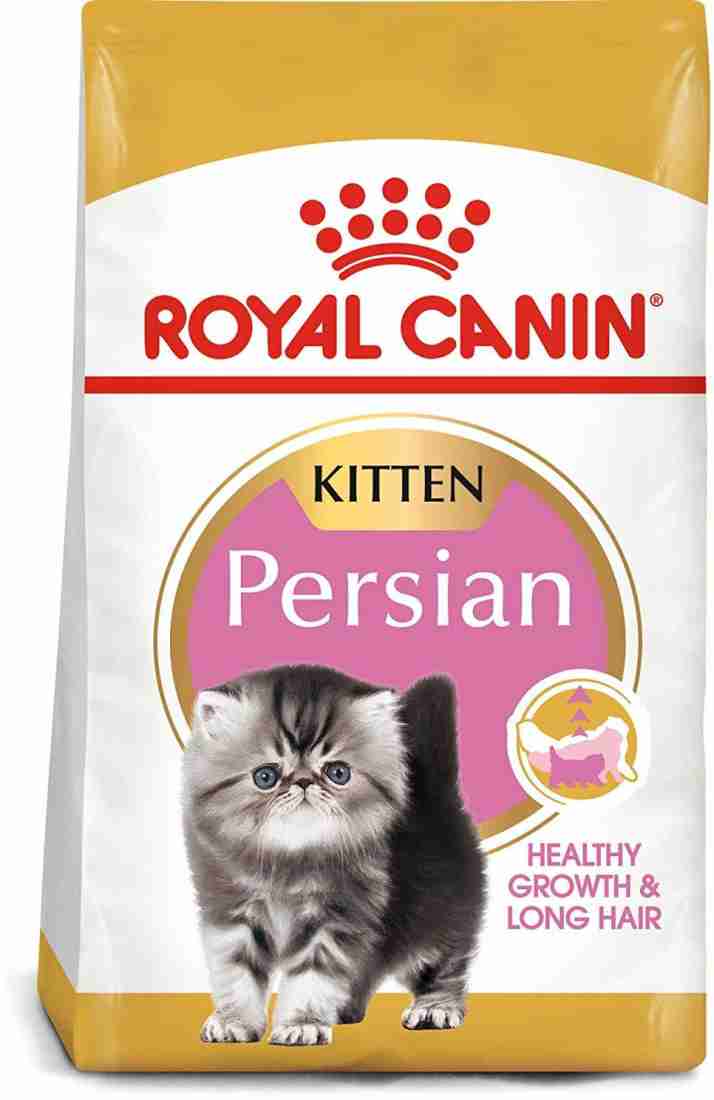 ROYAL CANIN®
KITTEN
Persian
HEALTHY
GROWTH &
LONG HAIR